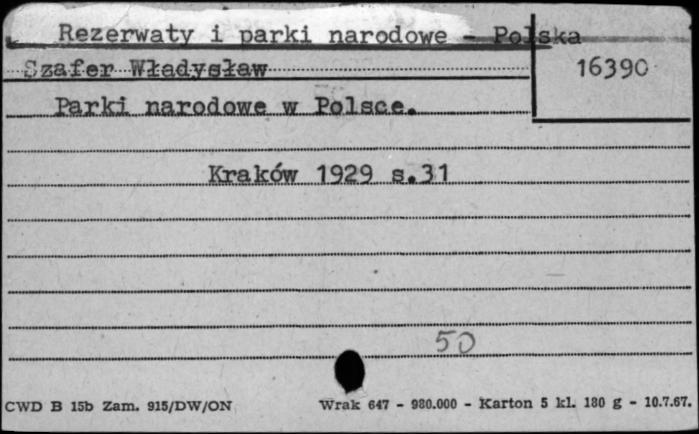 Rezerwaty i parki narodowe - Polska
Szafer Władysław
16390
Parki narodowe w Polsce.
Kraków 1929 s.31
50
CWD B 15b Zam. 915/DW/ON
Wrak 647 - 980.000 - Karton 5 kl. 180 g - 10.7.67.